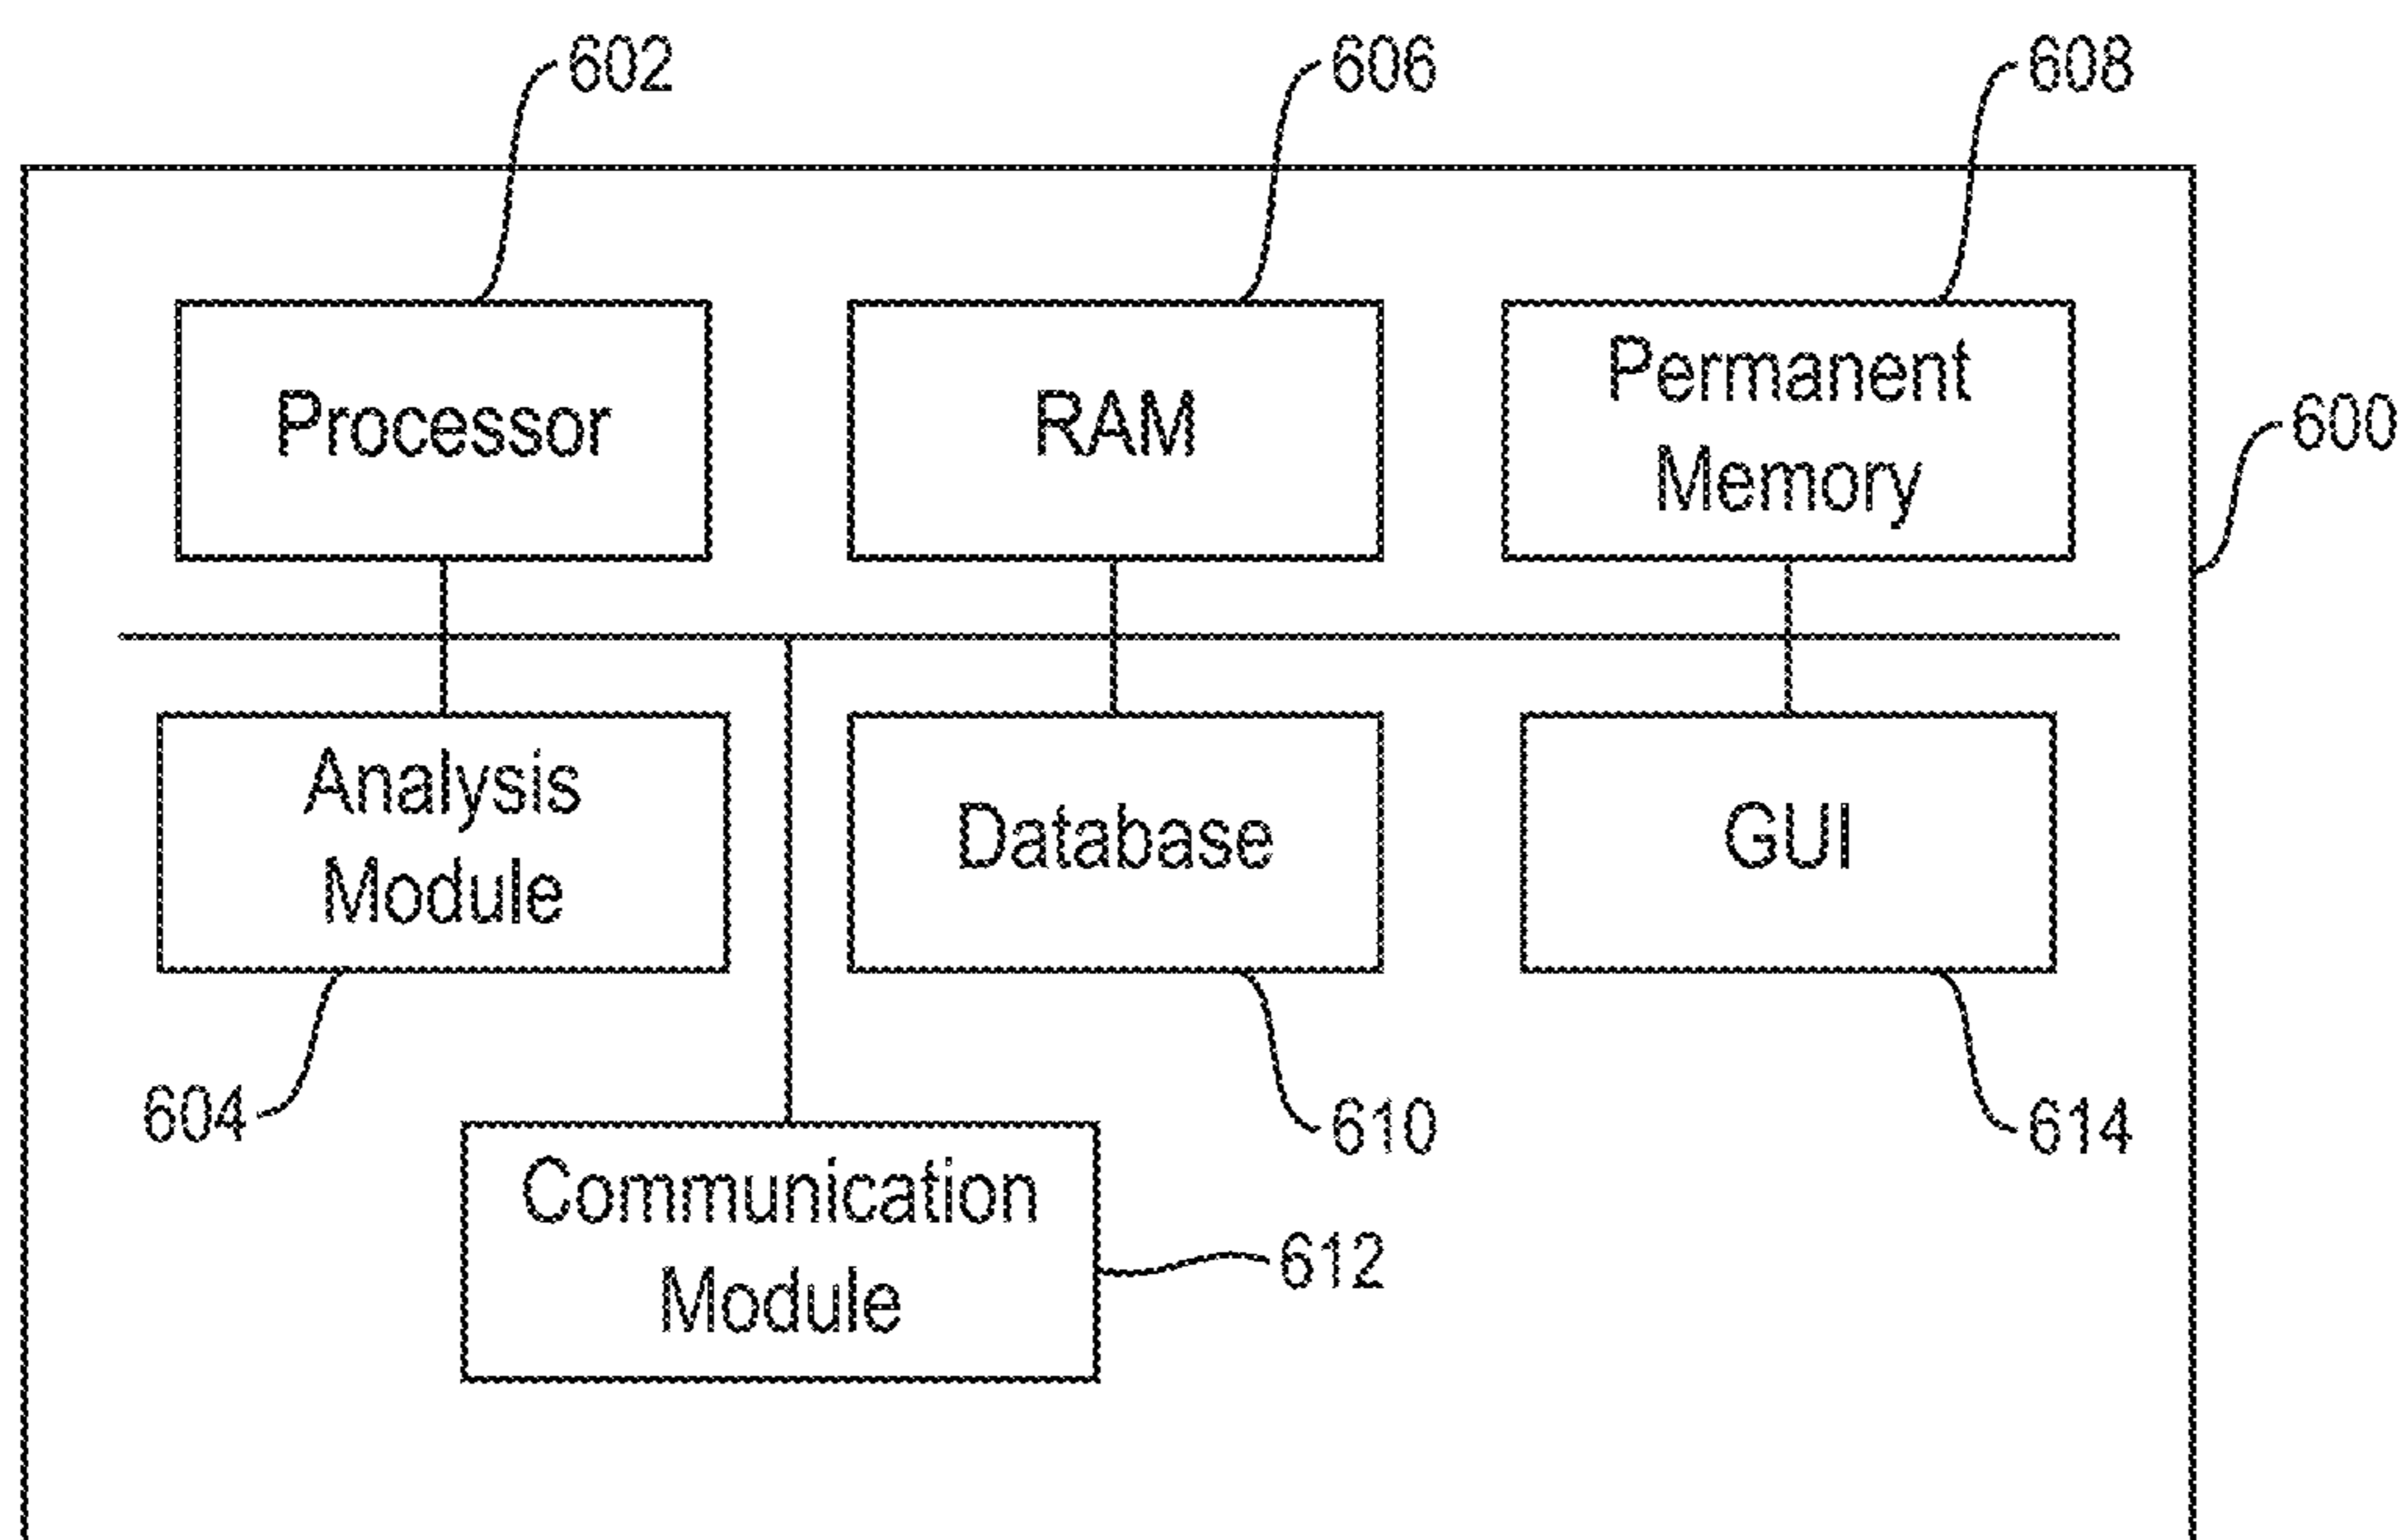 602
606
608
Processor
RAM
Permanent
Memory
600
Analysis
Module
Database
GUI
604
610
614
Communication
Module
612